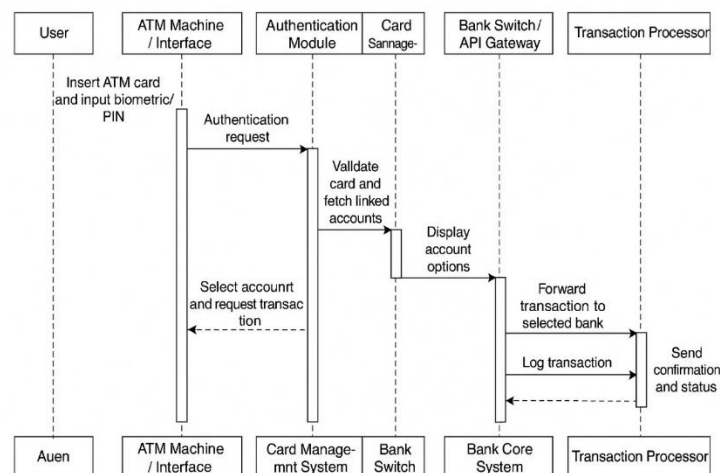 User
ATM Machine
/ Interface
Authentication
Module
Card
Sannage-
Bank Switch/
API Gateway
Transaction Processor
Insert ATM card
and input biometric/
PIN
Authentication
request
Valldate
card and
fetch linked
accounts
Display
account
options
Select accounrt
and request transac
tion
Forward
transaction to
selected bank
Log transaction
Send
confirmation
and status
Auen
ATM Machine
/ Interface
Card Manage-
mnt System
Bank
Switch
Bank Core
System
Transaction Processor